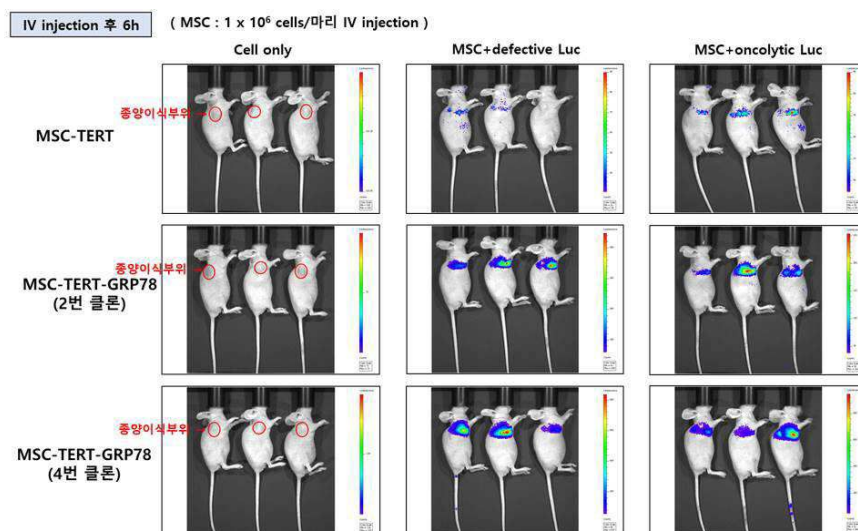 IV injection 후 6h
( MSC : 1 x 10⁶ cells/마리 IV injection )
Cell only
MSC+defective Luc
MSC+oncolytic Luc
종양이식부위
MSC-TERT
종양이식부위
MSC-TERT-GRP78
(2번 클론)
종양이식부위
MSC-TERT-GRP78
(4번 클론)